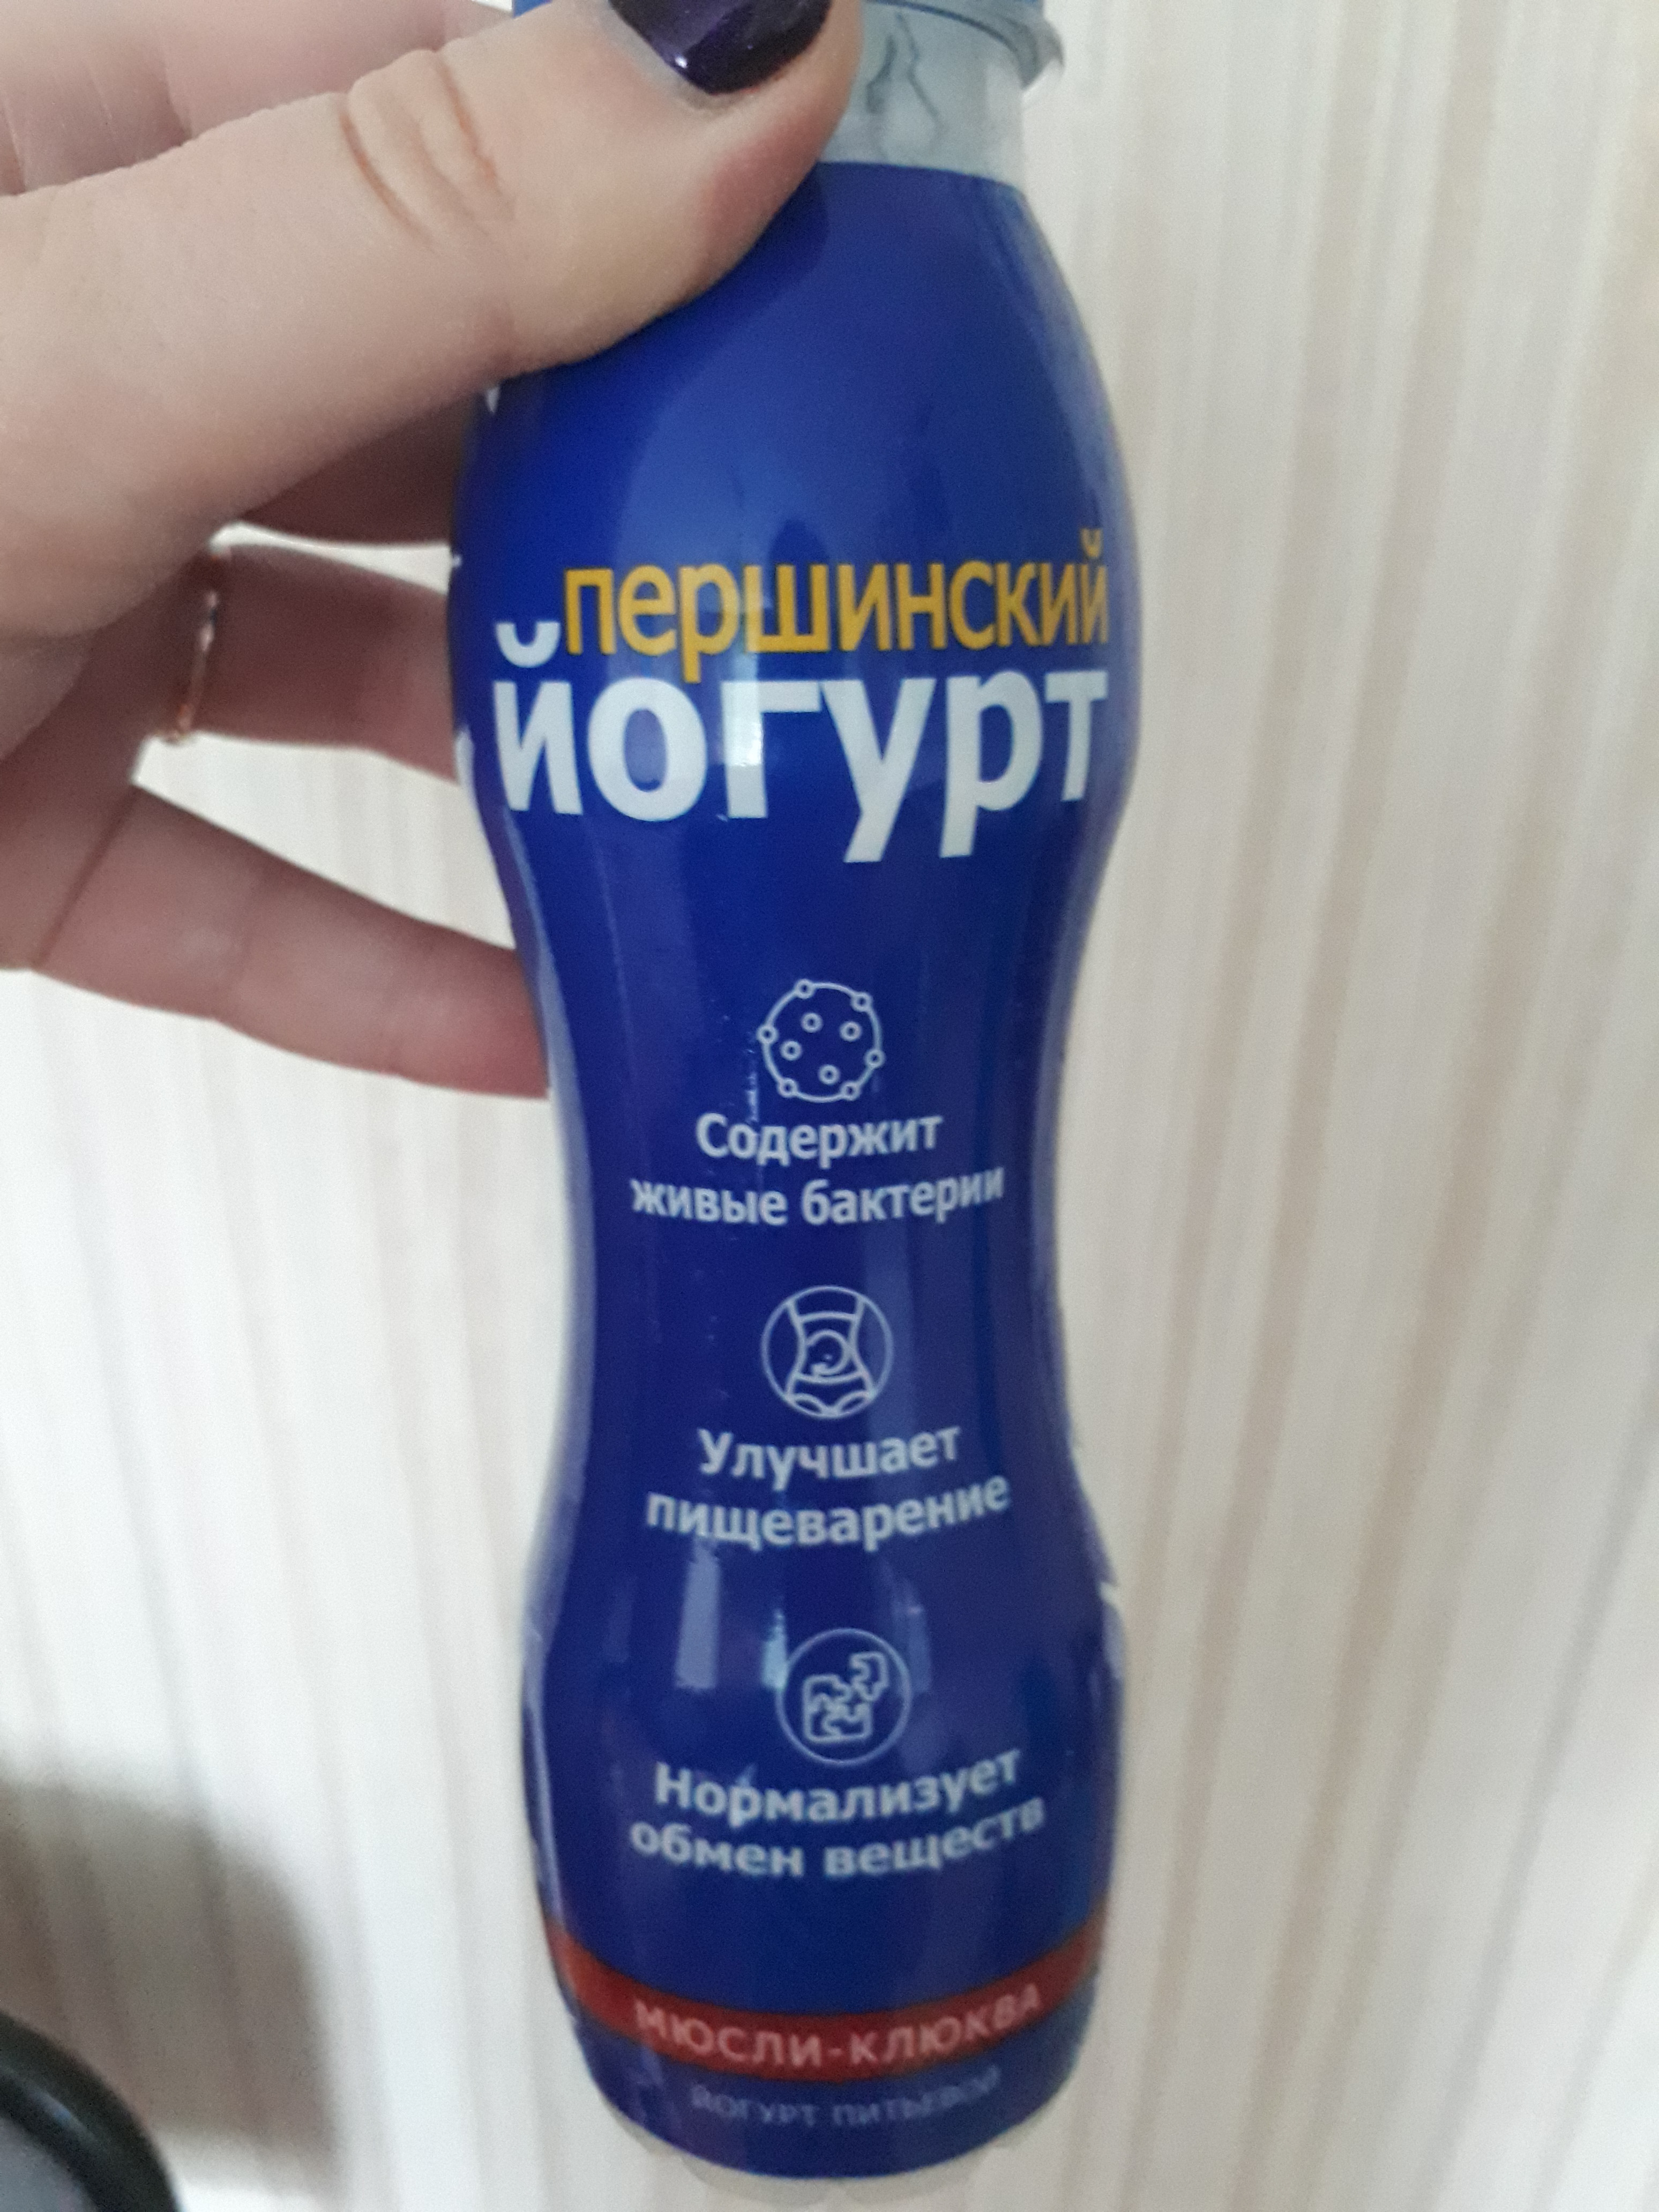 першинский
йогурт
Содержит
живые бактерии
Улучшает
пищеварение
Нормализует
обмен веществ
МЮСЛИ-КЛЮКВА
ЙОГУРТ ПИТЬЕВОЙ